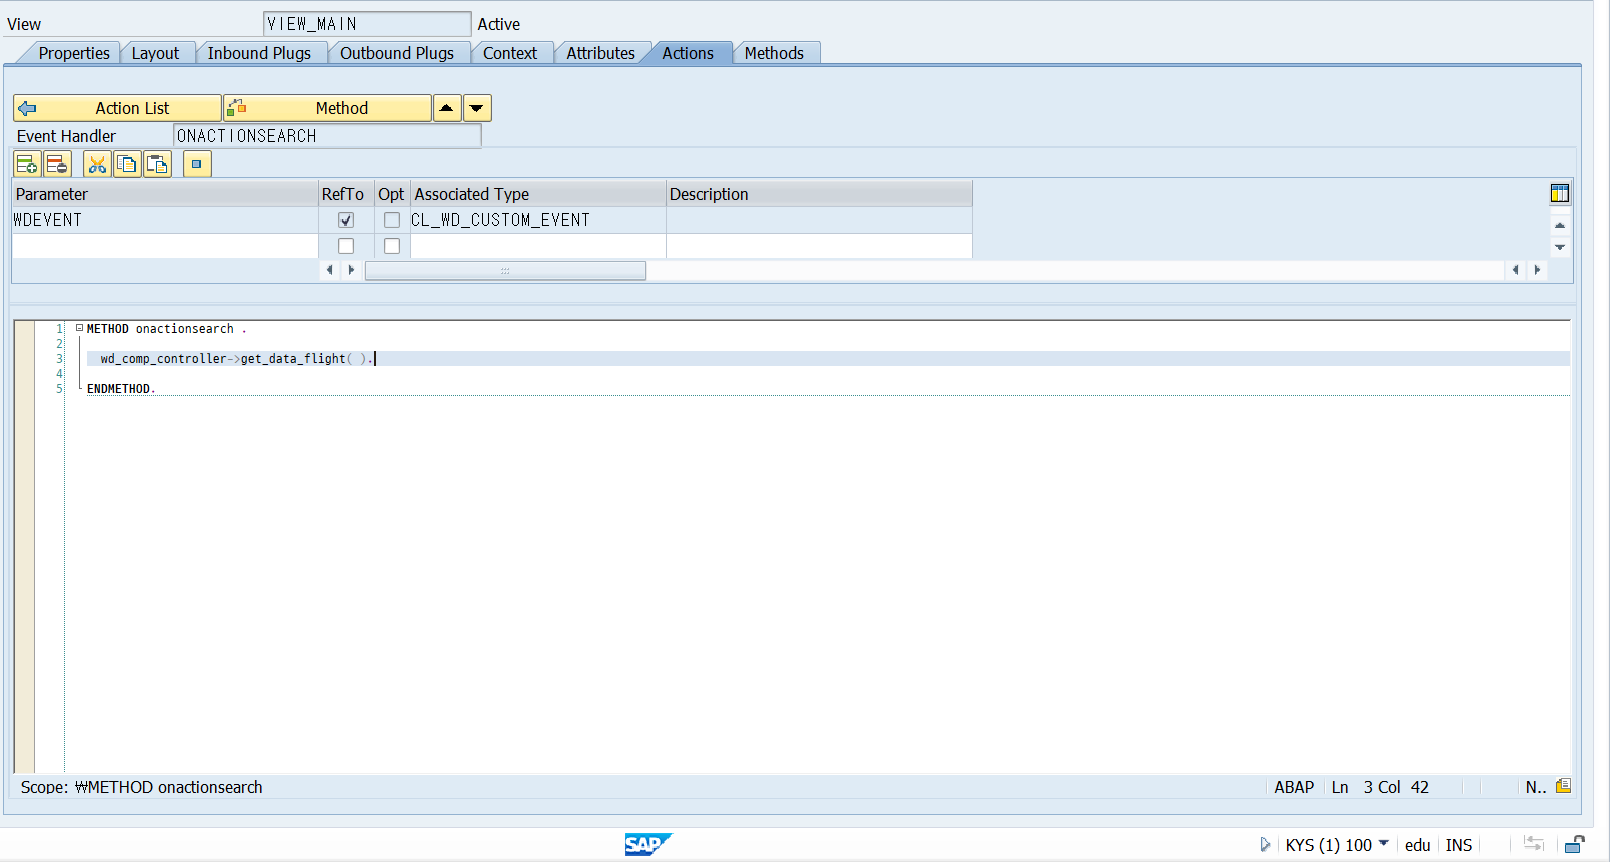 View VIEW_MAIN Active
Properties Layout Inbound Plugs Outbound Plugs Context Attributes Actions Methods
Action List Method
Event Handler ONACTIONSEARCH
Parameter RefTo Opt Associated Type Description
WDEVENT CL_WD_CUSTOM_EVENT
1 METHOD onactionsearch .
2
3 wd_comp_controller->get_data_flight( ).
4
5 ENDMETHOD.
Scope: ₩METHOD onactionsearch ABAP Ln 3 Col 42 N..
SAP KYS (1) 100 edu INS